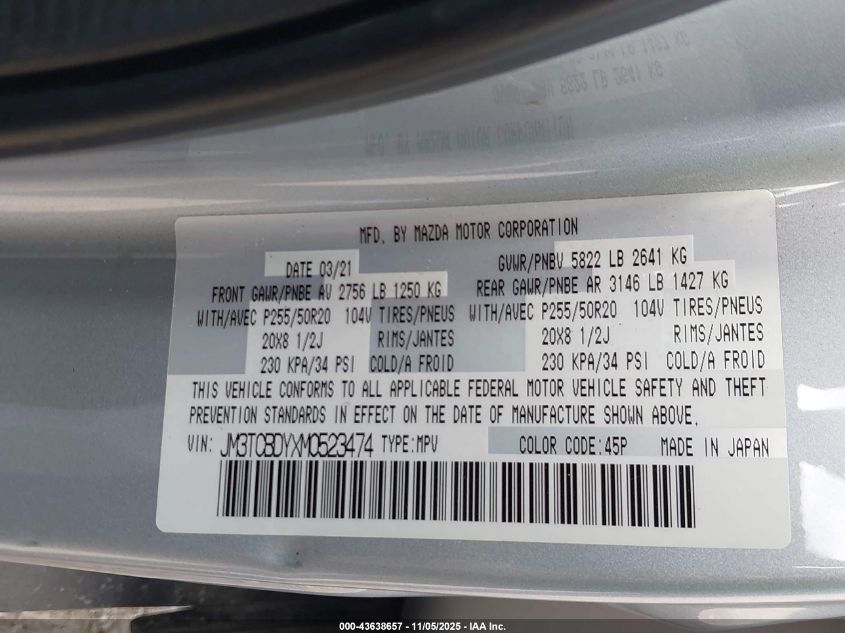 MFD. BY MAZDA MOTOR CORPORATION
DATE 03/21 GVWR/PNBV 5822 LB 2641 KG
FRONT GAWR/PNBE AV 2756 LB 1250 KG REAR GAWR/PNBE AR 3146 LB 1427 KG
WITH/AVEC P255/50R20 104V TIRES/PNEUS WITH/AVEC P255/50R20 104V TIRES/PNEUS
20X8 1/2J RIMS/JANTES 20X8 1/2J RIMS/JANTES
230 KPA/34 PSI COLD/A FROID 230 KPA/34 PSI COLD/A FROID
THIS VEHICLE CONFORMS TO ALL APPLICABLE FEDERAL MOTOR VEHICLE SAFETY AND THEFT
PREVENTION STANDARDS IN EFFECT ON THE DATE OF MANUFACTURE SHOWN ABOVE.
VIN: JM3TCBDYXM0523474 TYPE:MPV COLOR CODE:45P MADE IN JAPAN
000-43638657 - 11/05/2025 - IAA Inc.